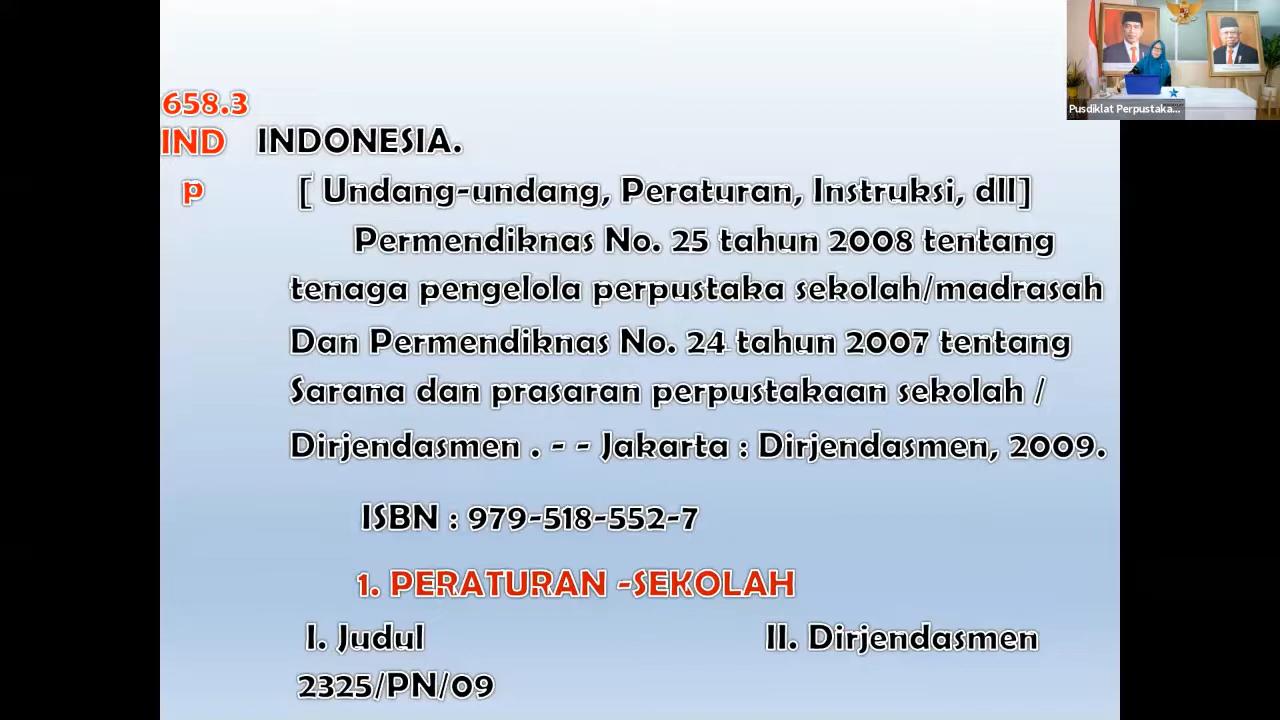 658.3
IND INDONESIA.
p [ Undang-undang, Peraturan, Instruksi, dll]
Permendiknas No. 25 tahun 2008 tentang
tenaga pengelola perpustaka sekolah/madrasah
Dan Permendiknas No. 24 tahun 2007 tentang
Sarana dan prasaran perpustakaan sekolah /
Dirjendasmen . - - Jakarta : Dirjendasmen, 2009.
ISBN : 979-518-552-7
1. PERATURAN -SEKOLAH
I. Judul II. Dirjendasmen
2325/PN/09
Pusdiklat Perpustaka...